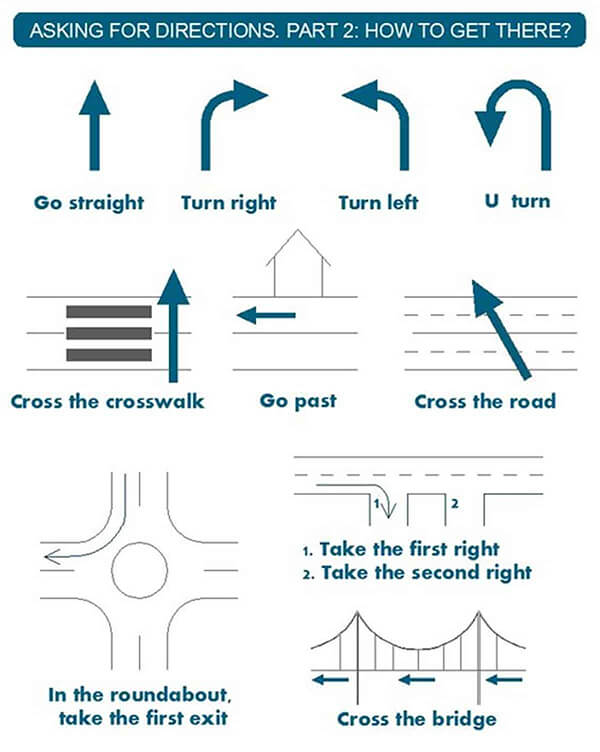 ASKING FOR DIRECTIONS. PART 2: HOW TO GET THERE?
Go straight
Turn right
Turn left
U turn
Cross the crosswalk
Go past
Cross the road
1
2
1. Take the first right
2. Take the second right
In the roundabout,
take the first exit
Cross the bridge